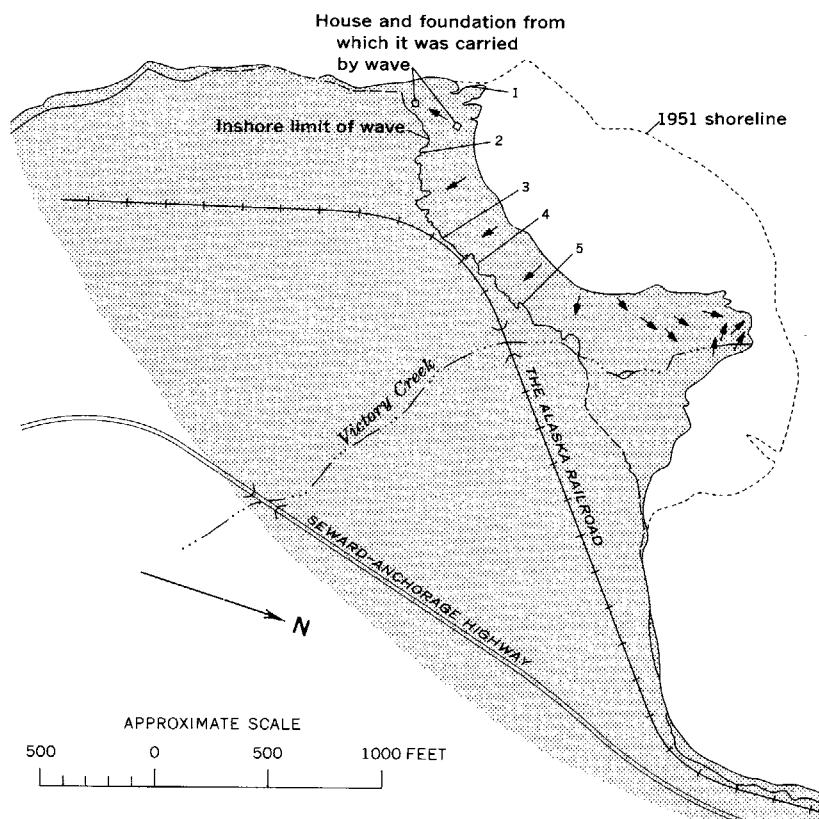 House and foundation from
which it was carried
by wave
1
1951 shoreline
Inshore limit of wave
2
3
4
5
Victory Creek
THE ALASKA RAILROAD
SEWARD-ANCHORAGE HIGHWAY
N
APPROXIMATE SCALE
500 0 500 1000 FEET